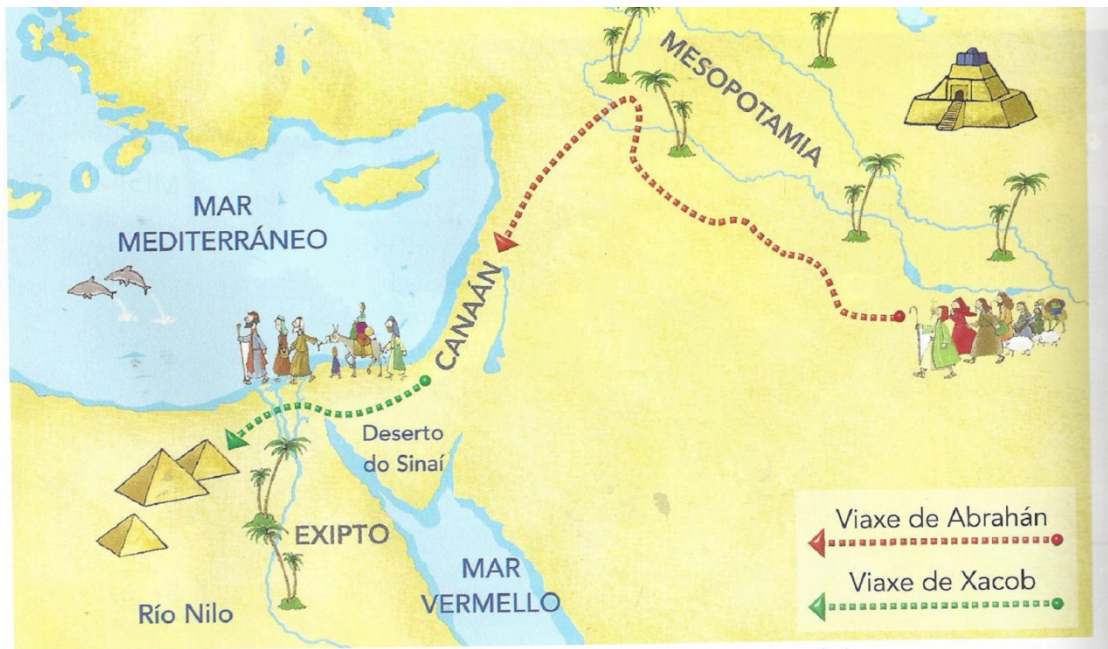 MESOPOTAMIA
MAR
MEDITERRÁNEO
CANAÁN
Deserto
do Sinaí
EXIPTO
MAR
VERMELLO
Río Nilo
Viaxe de Abrahán
Viaxe de Xacob